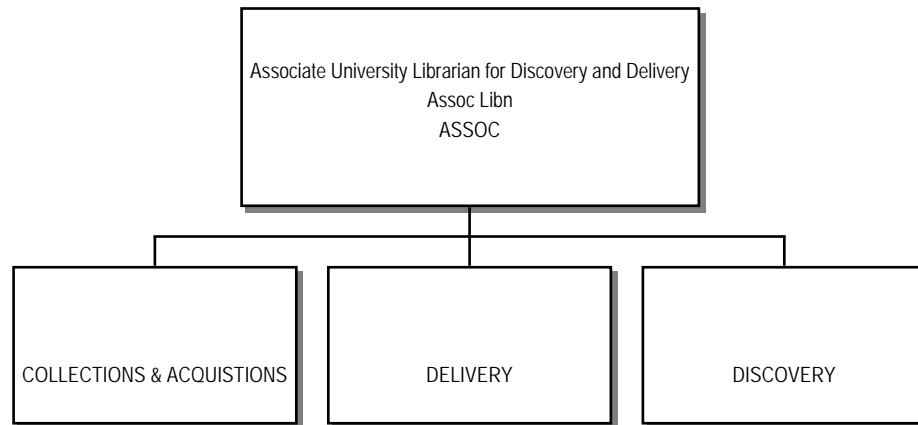 Associate University Librarian for Discovery and Delivery
Assoc Libn
ASSOC
COLLECTIONS & ACQUISTIONS
DELIVERY
DISCOVERY